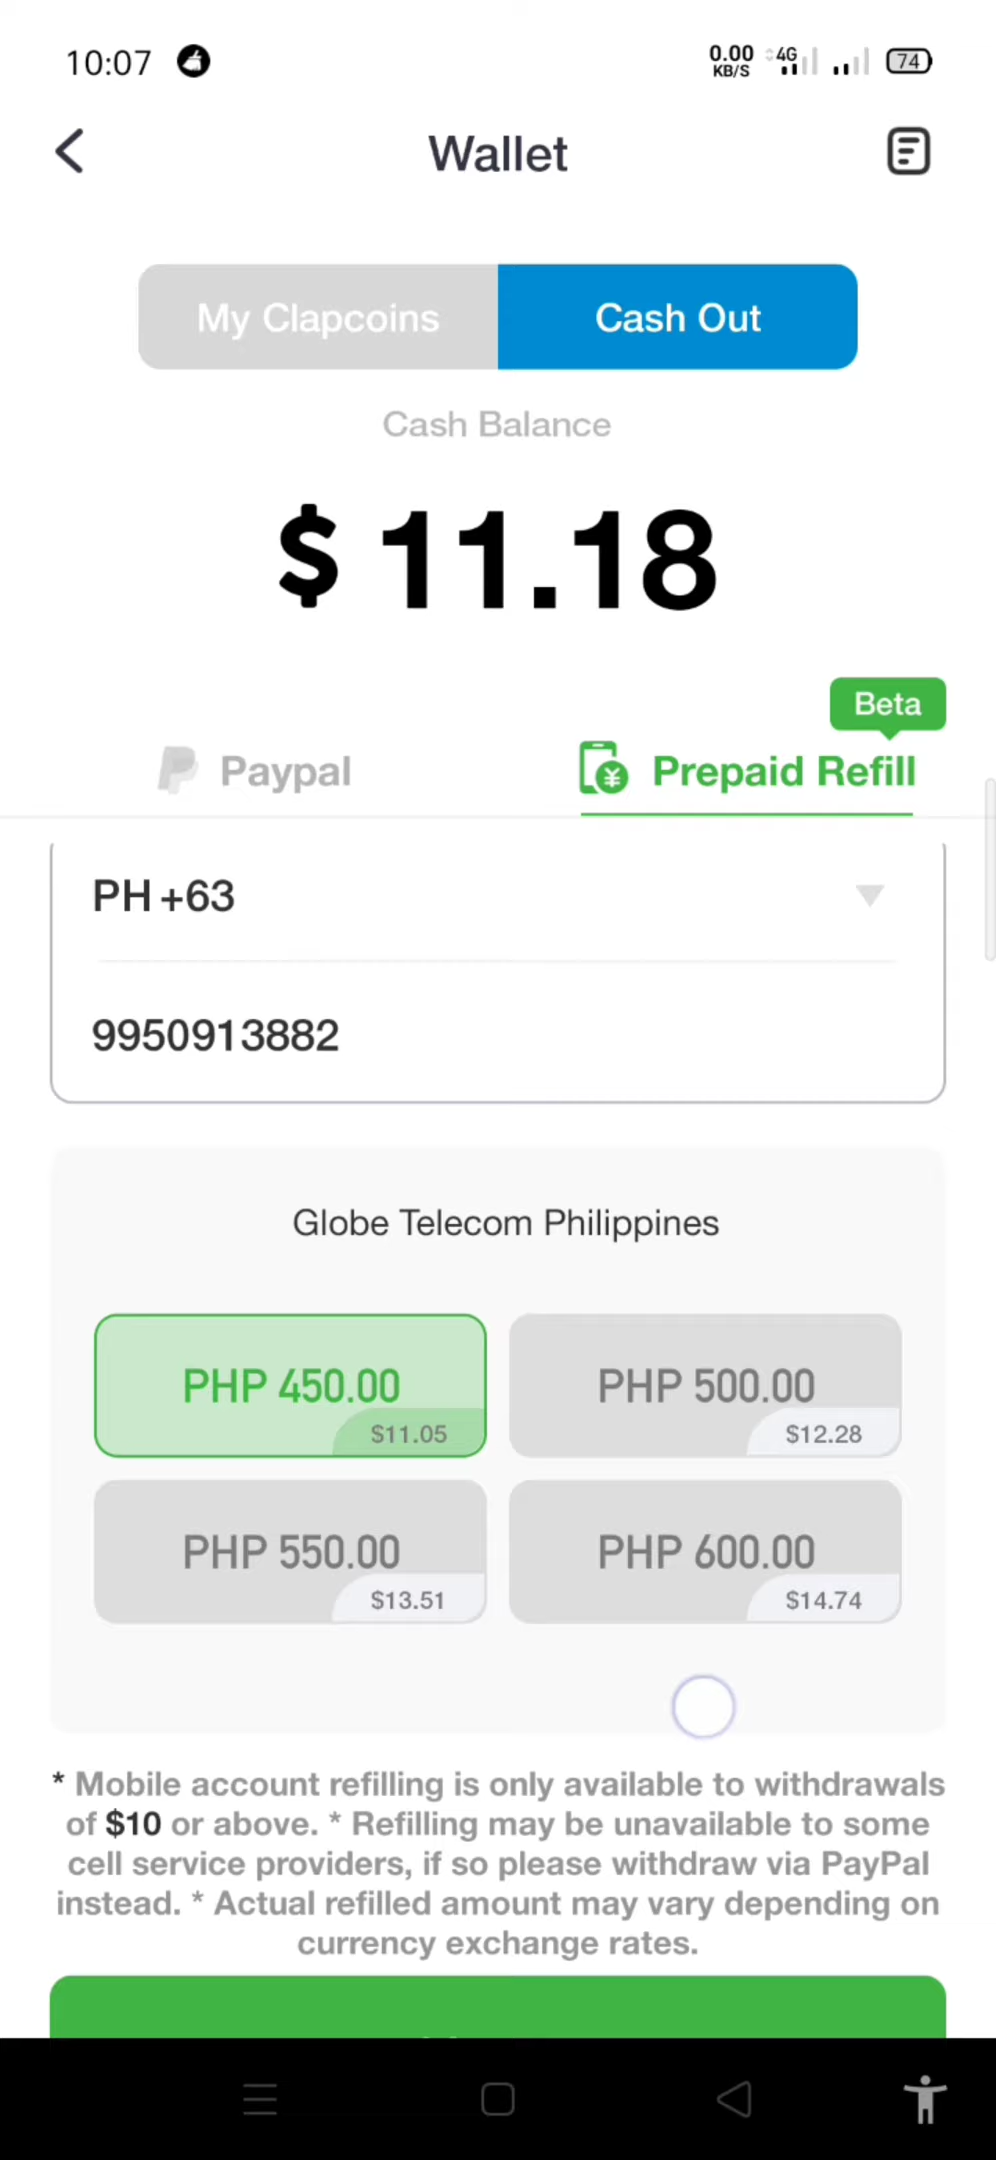 10:07
0.00
KB/S
4G
74
Wallet
My Clapcoins
Cash Out
Cash Balance
$ 11.18
Beta
Paypal
Prepaid Refill
PH +63
9950913882
Globe Telecom Philippines
PHP 450.00
$11.05
PHP 500.00
$12.28
PHP 550.00
$13.51
PHP 600.00
$14.74
* Mobile account refilling is only available to withdrawals
of $10 or above. * Refilling may be unavailable to some
cell service providers, if so please withdraw via PayPal
instead. * Actual refilled amount may vary depending on
currency exchange rates.